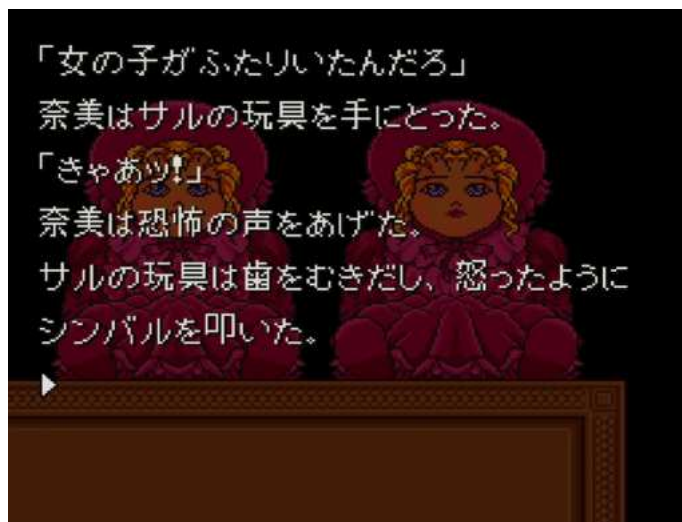 「女の子がふたりいたんだろ」
奈美はサルの玩具を手にとった。
「きゃあッ!」
奈美は恐怖の声をあげた。
サルの玩具は歯をむきだし、怒ったように
シンバルを叩いた。